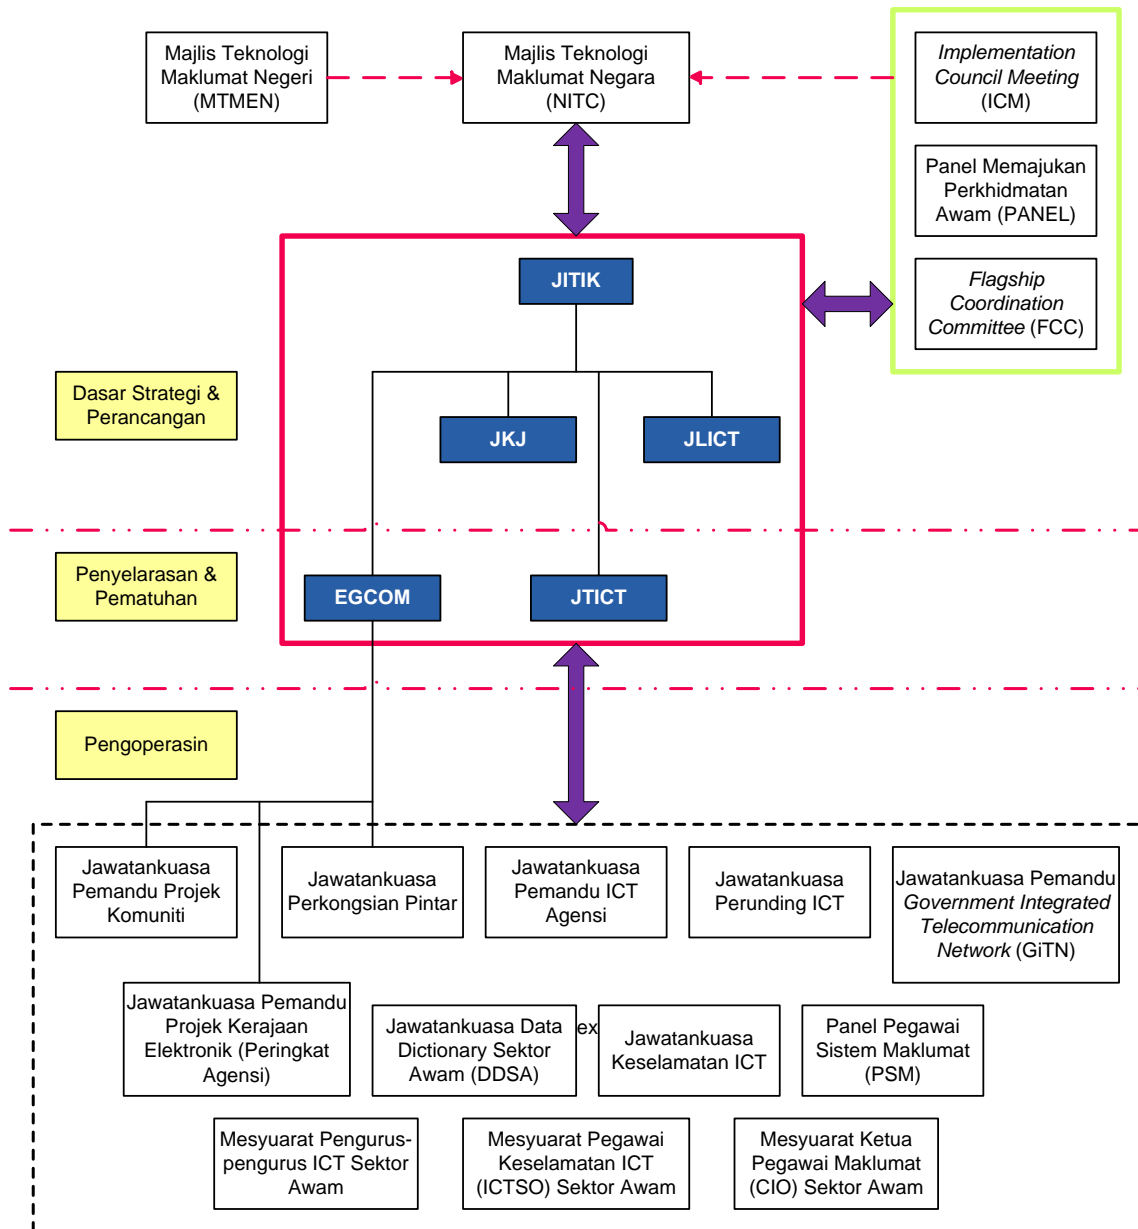 Majlis Teknologi
Maklumat Negeri
(MTMEN)
Majlis Teknologi
Maklumat Negara
(NITC)
Implementation
Council Meeting
(ICM)
Panel Memajukan
Perkhidmatan
Awam (PANEL)
Flagship
Coordination
Committee (FCC)
JITIK
Dasar Strategi &
Perancangan
JKJ
JLICT
Penyelarasan &
Pematuhan
EGCOM
JTICT
Pengoperasin
Jawatankuasa
Pemandu Projek
Komuniti
Jawatankuasa
Perkongsian Pintar
Jawatankuasa
Pemandu ICT
Agensi
Jawatankuasa
Perunding ICT
Jawatankuasa Pemandu
Government Integrated
Telecommunication
Network (GiTN)
Jawatankuasa Pemandu
Projek Kerajaan
Elektronik (Peringkat
Agensi)
Jawatankuasa Data
Dictionary Sektor
Awam (DDSA)
ex
Jawatankuasa
Keselamatan ICT
Panel Pegawai
Sistem Maklumat
(PSM)
Mesyuarat Pengurus-
pengurus ICT Sektor
Awam
Mesyuarat Pegawai
Keselamatan ICT
(ICTSO) Sektor Awam
Mesyuarat Ketua
Pegawai Maklumat
(CIO) Sektor Awam